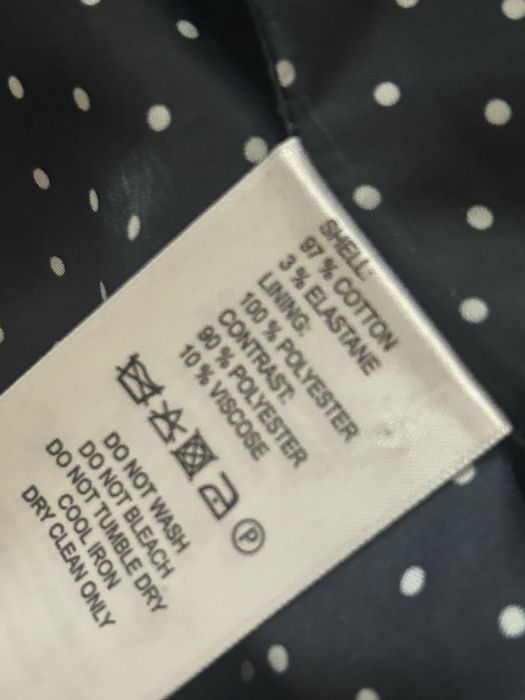 SHELL:
97 % COTTON
3 % ELASTANE
LINING:
100 % POLYESTER
CONTRAST:
90 % POLYESTER
10 % VISCOSE
P
DO NOT WASH
DO NOT BLEACH
DO NOT TUMBLE DRY
COOL IRON
DRY CLEAN ONLY